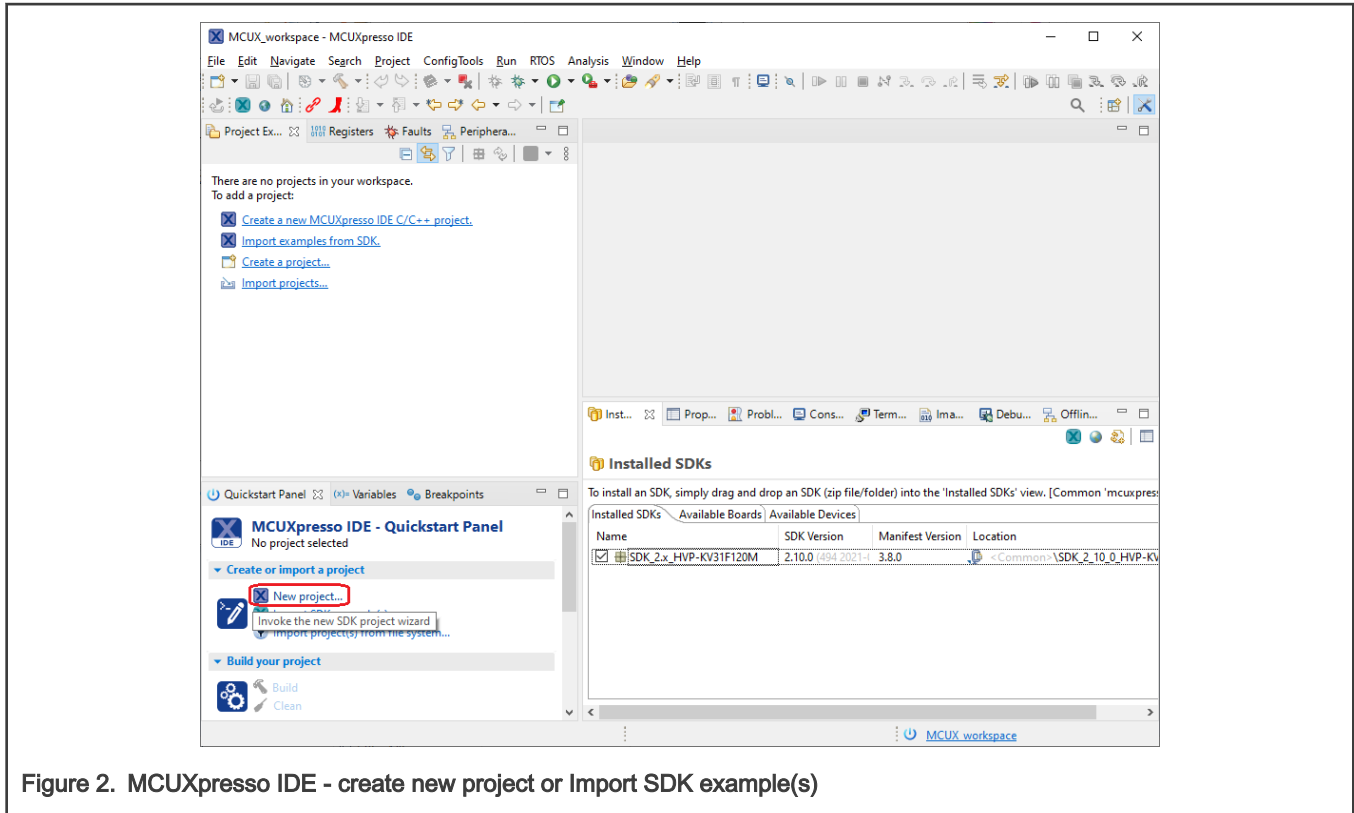 MCUX_workspace - MCUXpresso IDE
File Edit Navigate Search Project ConfigTools Run RTOS Analysis Window Help
Project Ex... Registers Faults Periphera...
There are no projects in your workspace.
To add a project:
Create a new MCUXpresso IDE C/C++ project.
Import examples from SDK.
Create a project...
Import projects...
Inst... Prop... Probl... Cons... Term... Ima... Debu... Offlin...
Installed SDKs
To install an SDK, simply drag and drop an SDK (zip file/folder) into the 'Installed SDKs' view. [Common 'mcuxpres
Installed SDKs Available Boards Available Devices
Name SDK Version Manifest Version Location
SDK_2.x_HVP-KV31F120M 2.10.0 (494 2021- 3.8.0 <Common>\SDK_2_10_0_HVP-KV
Quickstart Panel (x)= Variables Breakpoints
IDE
MCUXpresso IDE - Quickstart Panel
No project selected
Create or import a project
New project...
Invoke the new SDK project wizard
Import project(s) from file system...
Build your project
Build
Clean
MCUX_workspace
Figure 2. MCUXpresso IDE - create new project or Import SDK example(s)